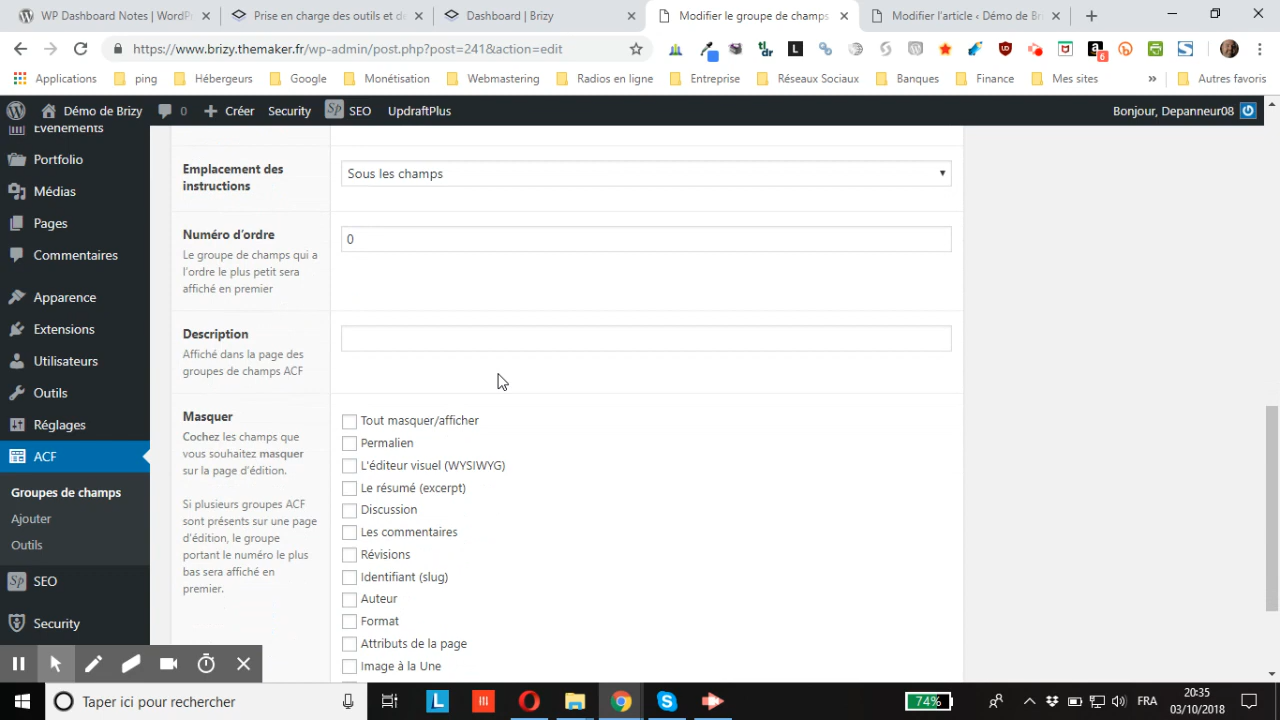 WP Dashboard Notes ‹ WordPr
Prise en charge des outils et de
Dashboard | Brizy
Modifier le groupe de champs
Modifier l'article ‹ Démo de Bri
https://www.brizy.themaker.fr/wp-admin/post.php?post=241&action=edit
tl;dr
L
6
Applications
ping
Hébergeurs
Google
Monétisation
Webmastering
Radios en ligne
Entreprise
Réseaux Sociaux
Banques
Finance
Mes sites
»
Autres favoris
Démo de Brizy
0
Créer
Security
Sp SEO
UpdraftPlus
Bonjour, Depanneur08
Évènements
Portfolio
Médias
Pages
Commentaires
Apparence
Extensions
Utilisateurs
Outils
Réglages
ACF
Groupes de champs
Ajouter
Outils
Sp SEO
Security
Emplacement des
instructions
Sous les champs
Numéro d'ordre
Le groupe de champs qui a
l'ordre le plus petit sera
affiché en premier
0
Description
Affiché dans la page des
groupes de champs ACF
Masquer
Cochez les champs que
vous souhaitez masquer
sur la page d'édition.
Si plusieurs groupes ACF
sont présents sur une page
d'édition, le groupe
portant le numéro le plus
bas sera affiché en
premier.
Tout masquer/afficher
Permalien
L'éditeur visuel (WYSIWYG)
Le résumé (excerpt)
Discussion
Les commentaires
Révisions
Identifiant (slug)
Auteur
Format
Attributs de la page
Image à la Une
Taper ici pour rechercher
L
74%
FRA
20:35
03/10/2018